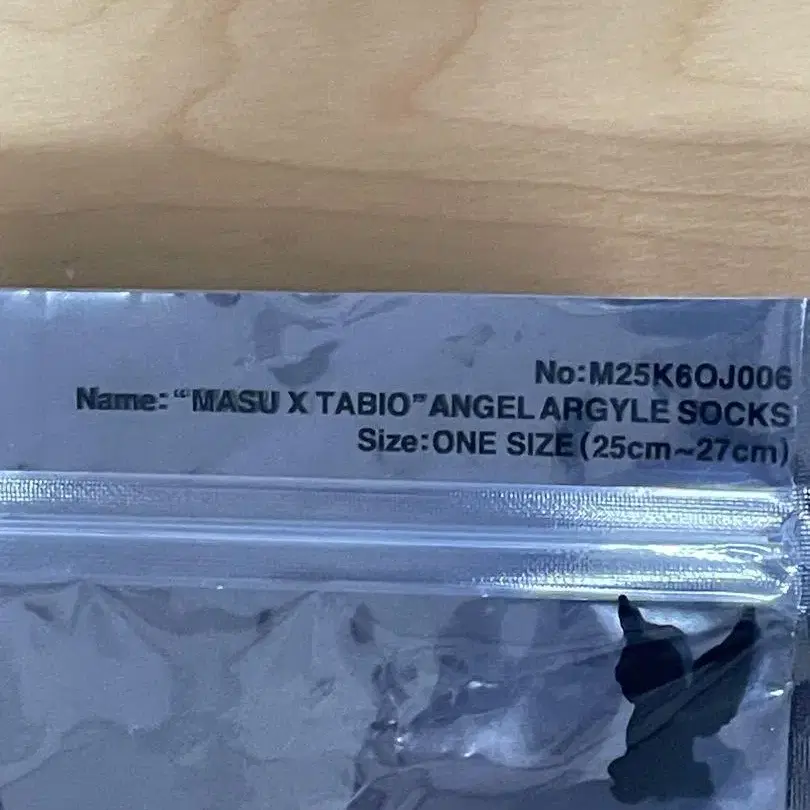 No:M25K6OJ006
Name:“MASU X TABIO”ANGEL ARGYLE SOCKS
Size:ONE SIZE(25cm~27cm)